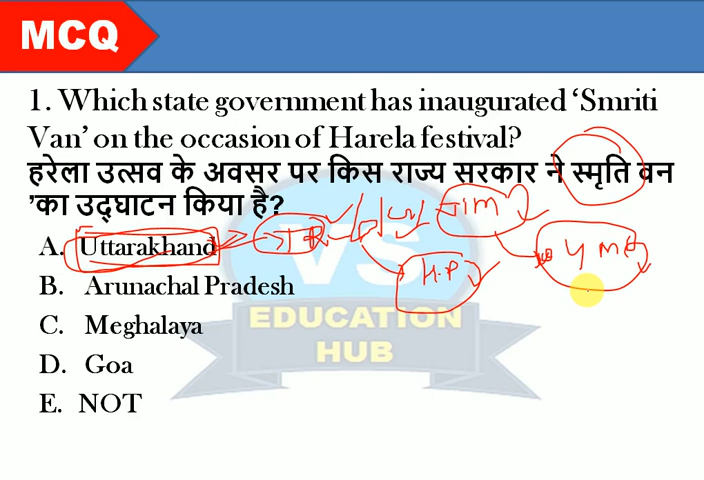 MCQ
1. Which state government has inaugurated ‘Smriti
Van’ on the occasion of Harela festival?
हरेला उत्सव के अवसर पर किस राज्य सरकार ने स्मृति वन
’का उद्घाटन किया है?
A. Uttarakhand
B. Arunachal Pradesh
C. Meghalaya
D. Goa
E. NOT
H.P
VS
EDUCATION
HUB